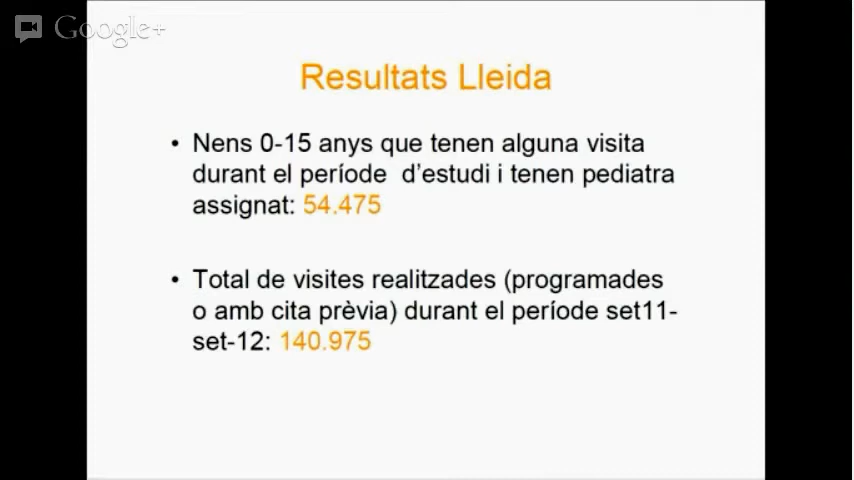 Google+
Resultats Lleida
• Nens 0-15 anys que tenen alguna visita
durant el període d’estudi i tenen pediatra
assignat: 54.475
• Total de visites realitzades (programades
o amb cita prèvia) durant el període set11-
set-12: 140.975